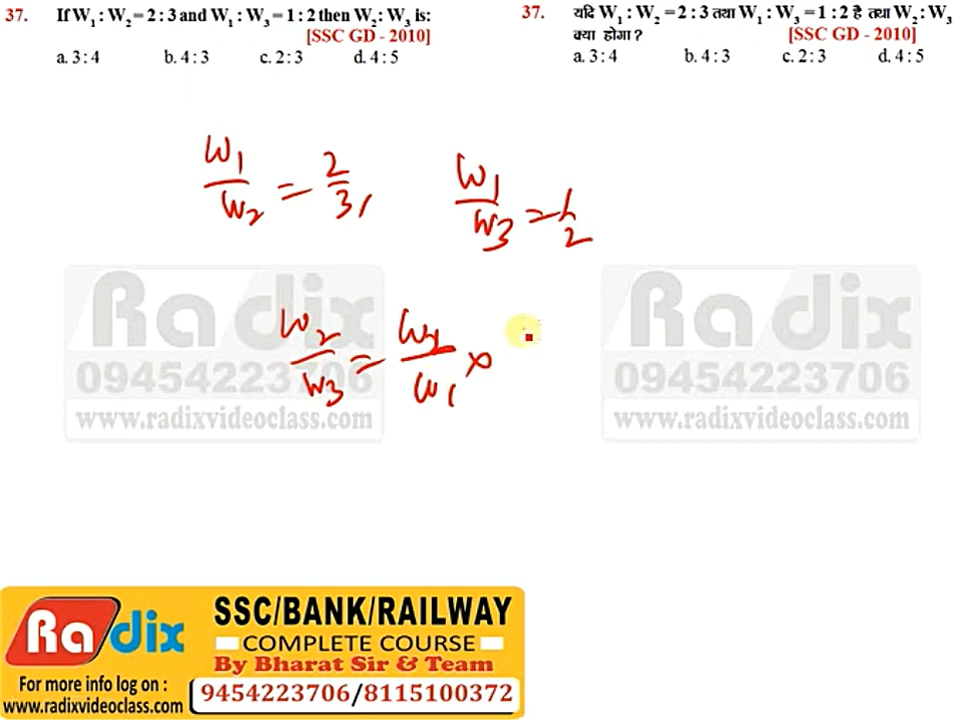 37. If W₁ : W₂ = 2 : 3 and W₁ : W₃ = 1 : 2 then W₂ : W₃ is:
[SSC GD - 2010]
a. 3 : 4 b. 4 : 3 c. 2 : 3 d. 4 : 5
37. यदि W₁ : W₂ = 2 : 3 तथा W₁ : W₃ = 1 : 2 है तथा W₂ : W₃
क्या होगा ? [SSC GD - 2010]
a. 3 : 4 b. 4 : 3 c. 2 : 3 d. 4 : 5
W₁/W₂ = 2/3, W₁/W₃ = 1/2
W₂/W₃ = W₂/W₁ ×
Radix
09454223706
www.radixvideoclass.com
Radix
09454223706
www.radixvideoclass.com
Radix
For more info log on :
www.radixvideoclass.com
SSC/BANK/RAILWAY
COMPLETE COURSE
By Bharat Sir & Team
9454223706/8115100372